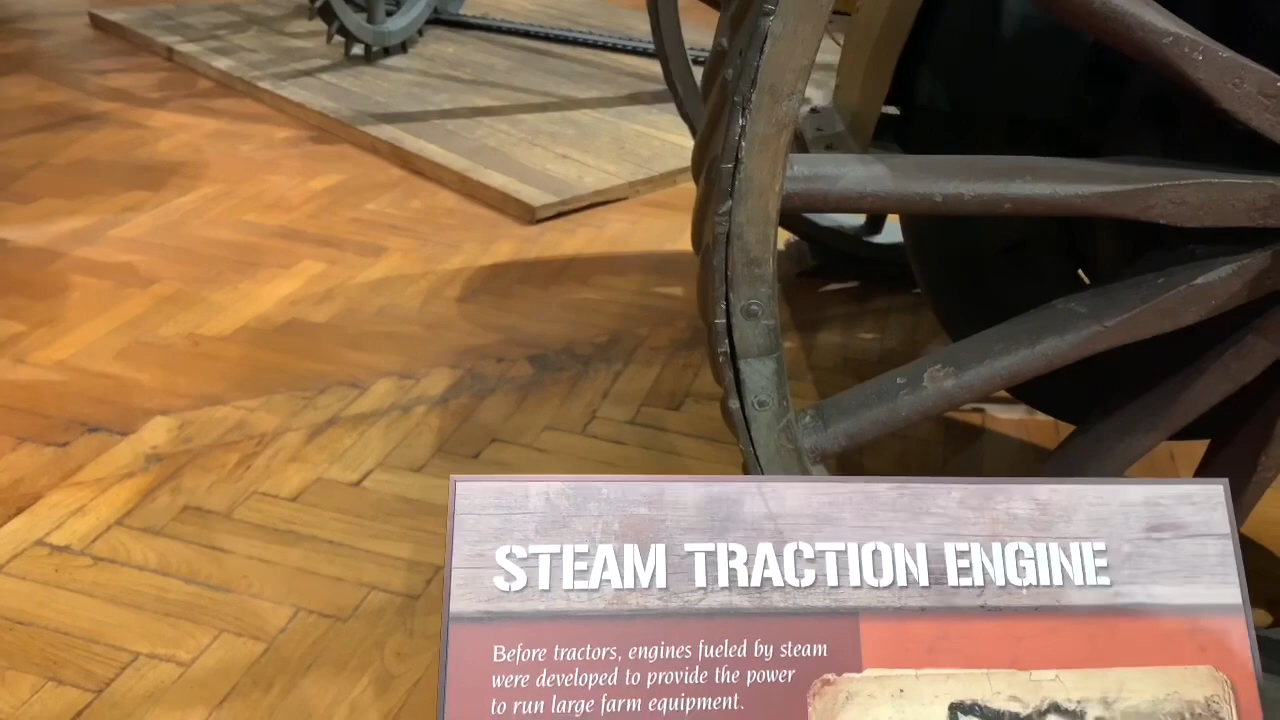 STEAM TRACTION ENGINE
Before tractors, engines fueled by steam
were developed to provide the power
to run large farm equipment.